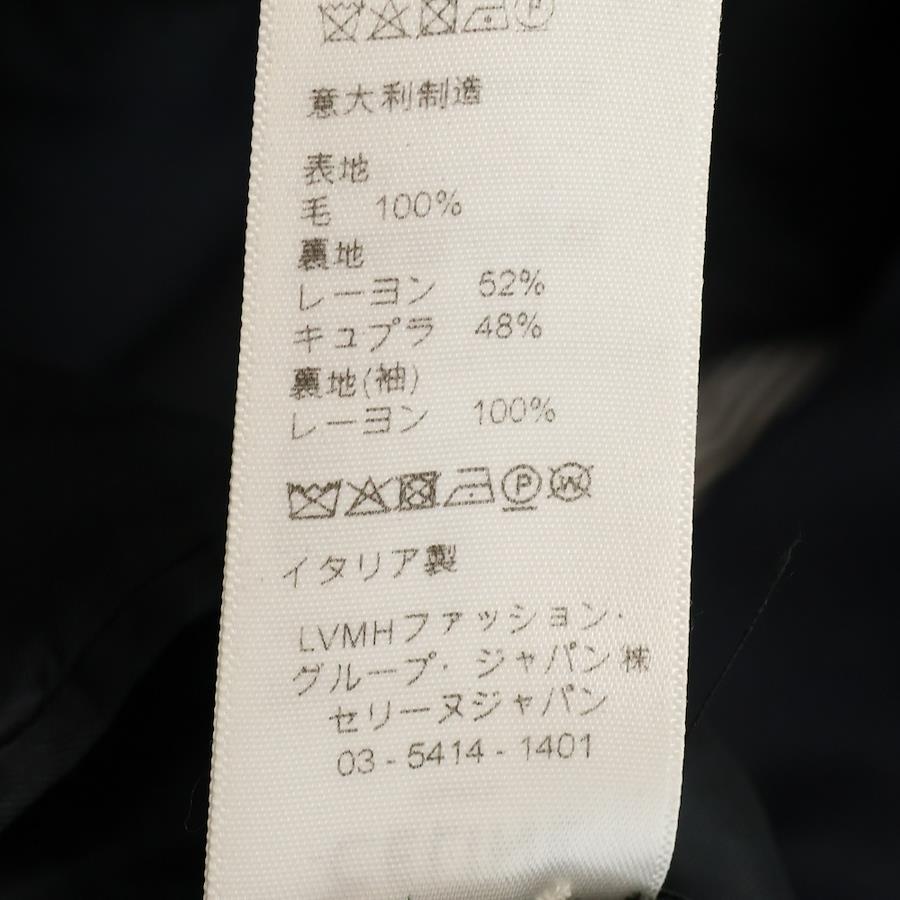 意大利制造
表地
毛 100%
裏地
レーヨン 52%
キュプラ 48%
裏地(袖)
レーヨン 100%
P W
イタリア製
LVMHファッション・
グループ・ジャパン㈱
セリーヌジャパン
03-5414-1401